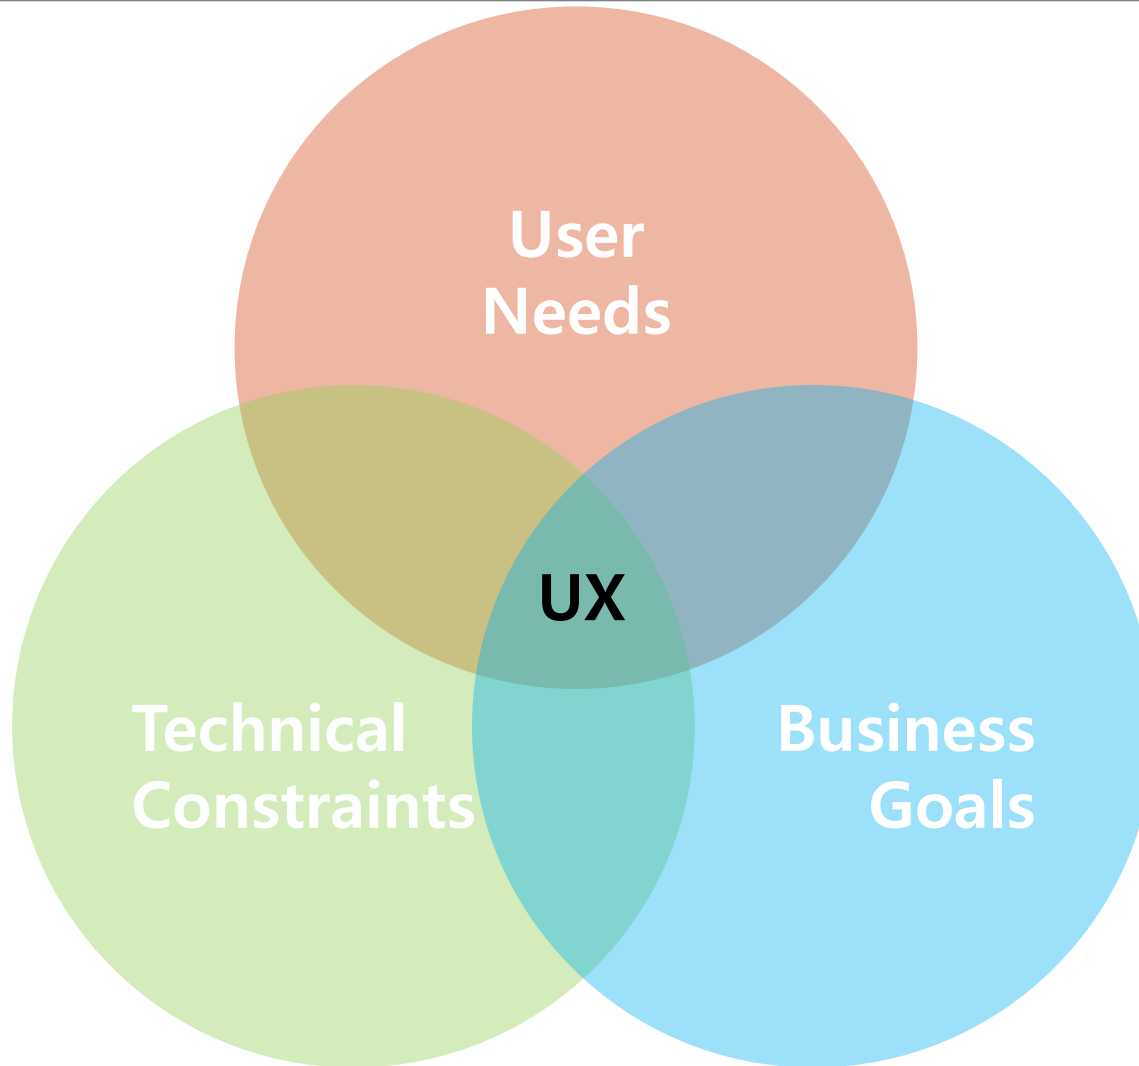 User
Needs
UX
Technical
Constraints
Business
Goals